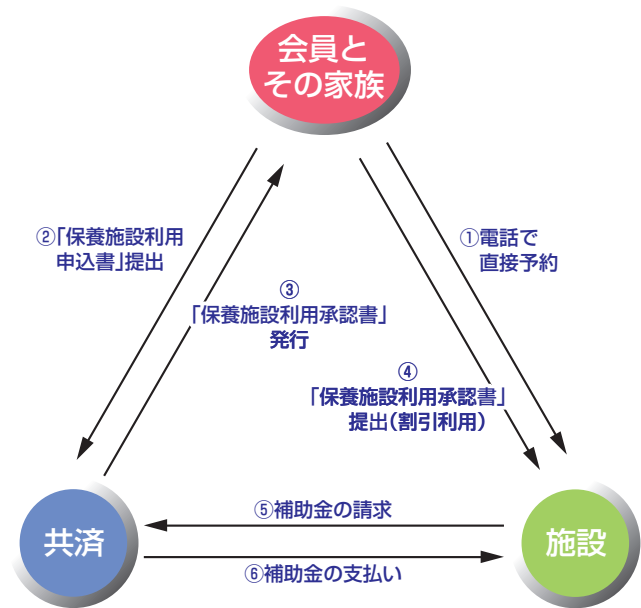 会員と
その家族
①電話で
直接予約
②「保養施設利用
申込書」提出
③
「保養施設利用承認書」
発行
④
「保養施設利用承認書」
提出(割引利用)
⑤補助金の請求
⑥補助金の支払い
共済
施設